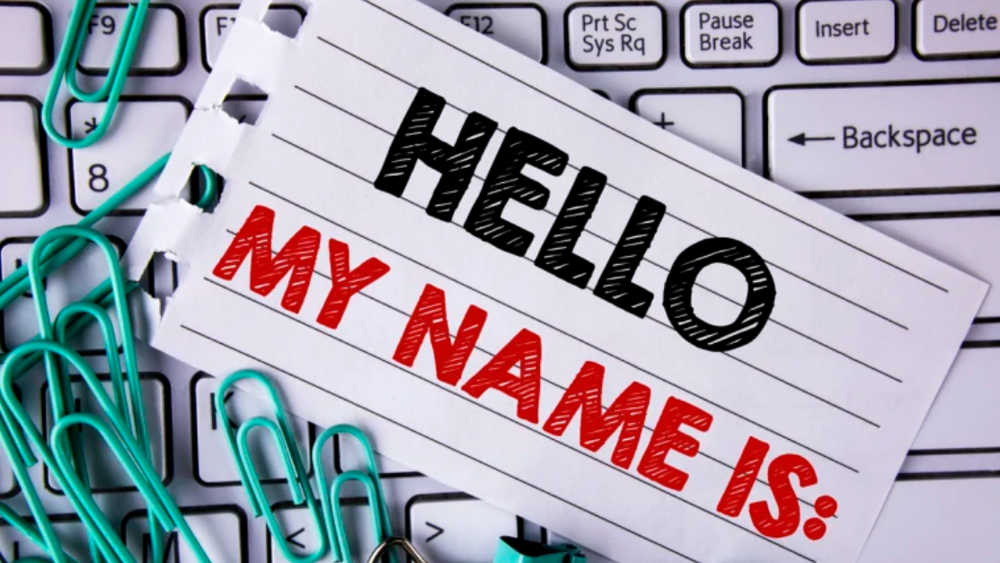 F9
F12
Prt Sc
Sys Rq
Pause
Break
Insert
Delete
*
8
+
← Backspace
HELLO
MY NAME IS:
M
<
>